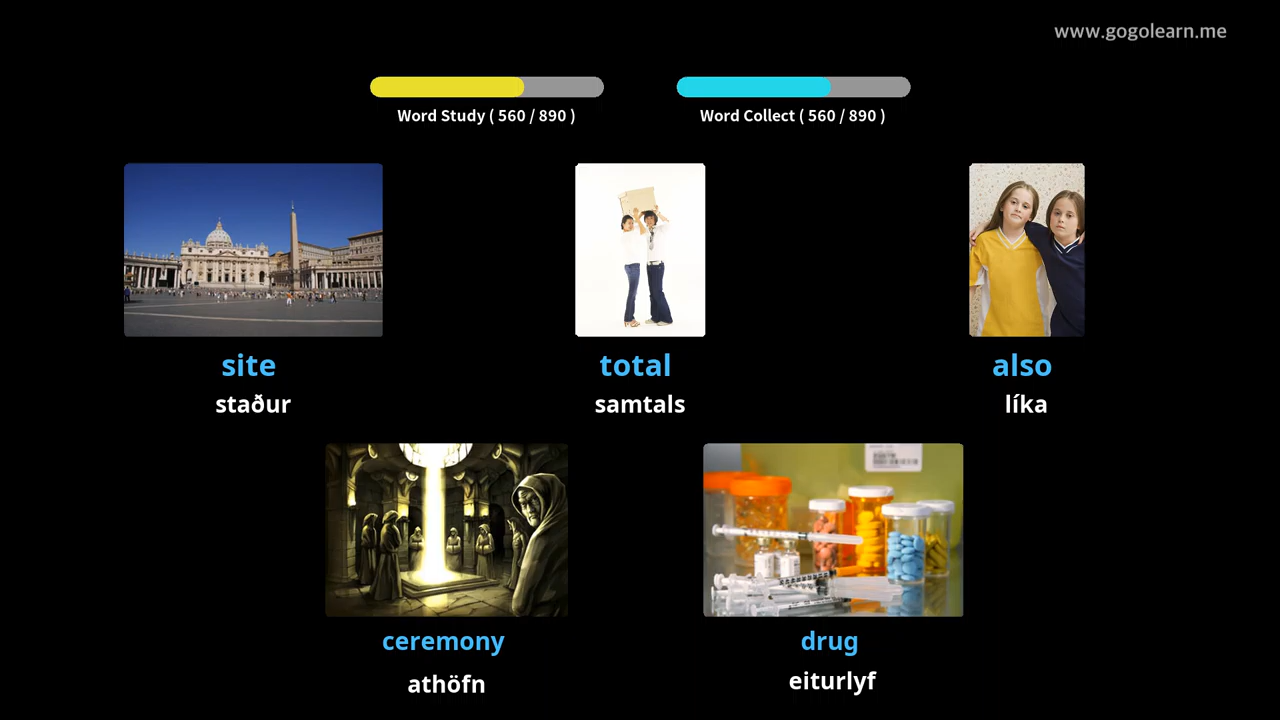 www.gogolearn.me
Word Study ( 560 / 890 )
Word Collect ( 560 / 890 )
site
total
also
staður
samtals
líka
ceremony
drug
athöfn
eiturlyf